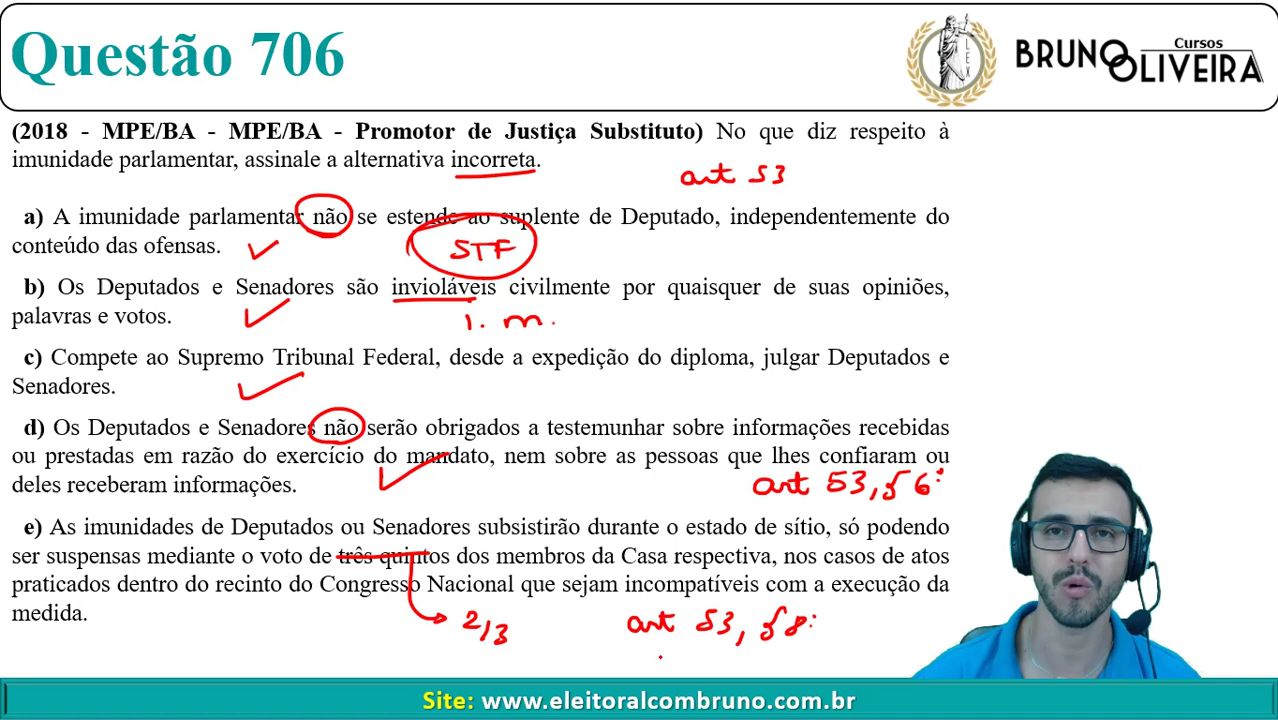 Questão 706
Cursos
BRUNO
OLIVEIRA
LEX
(2018 - MPE/BA - MPE/BA - Promotor de Justiça Substituto) No que diz respeito à
imunidade parlamentar, assinale a alternativa incorreta.
art 53
a) A imunidade parlamentar não se estende ao suplente de Deputado, independentemente do
conteúdo das ofensas.
STF
b) Os Deputados e Senadores são invioláveis civilmente por quaisquer de suas opiniões,
palavras e votos.
i. m.
c) Compete ao Supremo Tribunal Federal, desde a expedição do diploma, julgar Deputados e
Senadores.
d) Os Deputados e Senadores não serão obrigados a testemunhar sobre informações recebidas
ou prestadas em razão do exercício do mandato, nem sobre as pessoas que lhes confiaram ou
deles receberam informações.
art 53, § 6º
e) As imunidades de Deputados ou Senadores subsistirão durante o estado de sítio, só podendo
ser suspensas mediante o voto de três quintos dos membros da Casa respectiva, nos casos de atos
praticados dentro do recinto do Congresso Nacional que sejam incompatíveis com a execução da
medida.
2/3
art 53, § 8º
Site: www.eleitoralcombruno.com.br